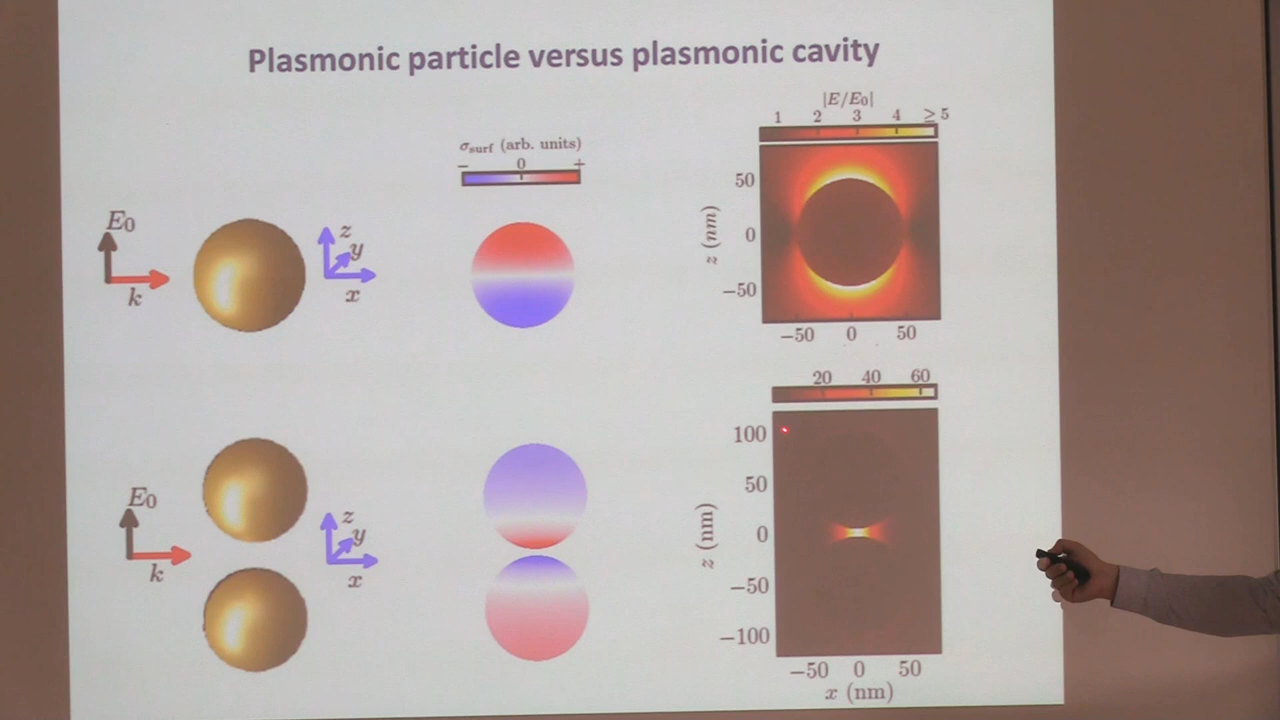 Plasmonic particle versus plasmonic cavity
|E/E₀|
1 2 3 4 ≥ 5
σsurf (arb. units)
− 0 +
E₀
k
z
y
x
z (nm)
50
0
−50
−50 0 50
20 40 60
E₀
k
z
y
x
z (nm)
100
50
0
−50
−100
−50 0 50
x (nm)